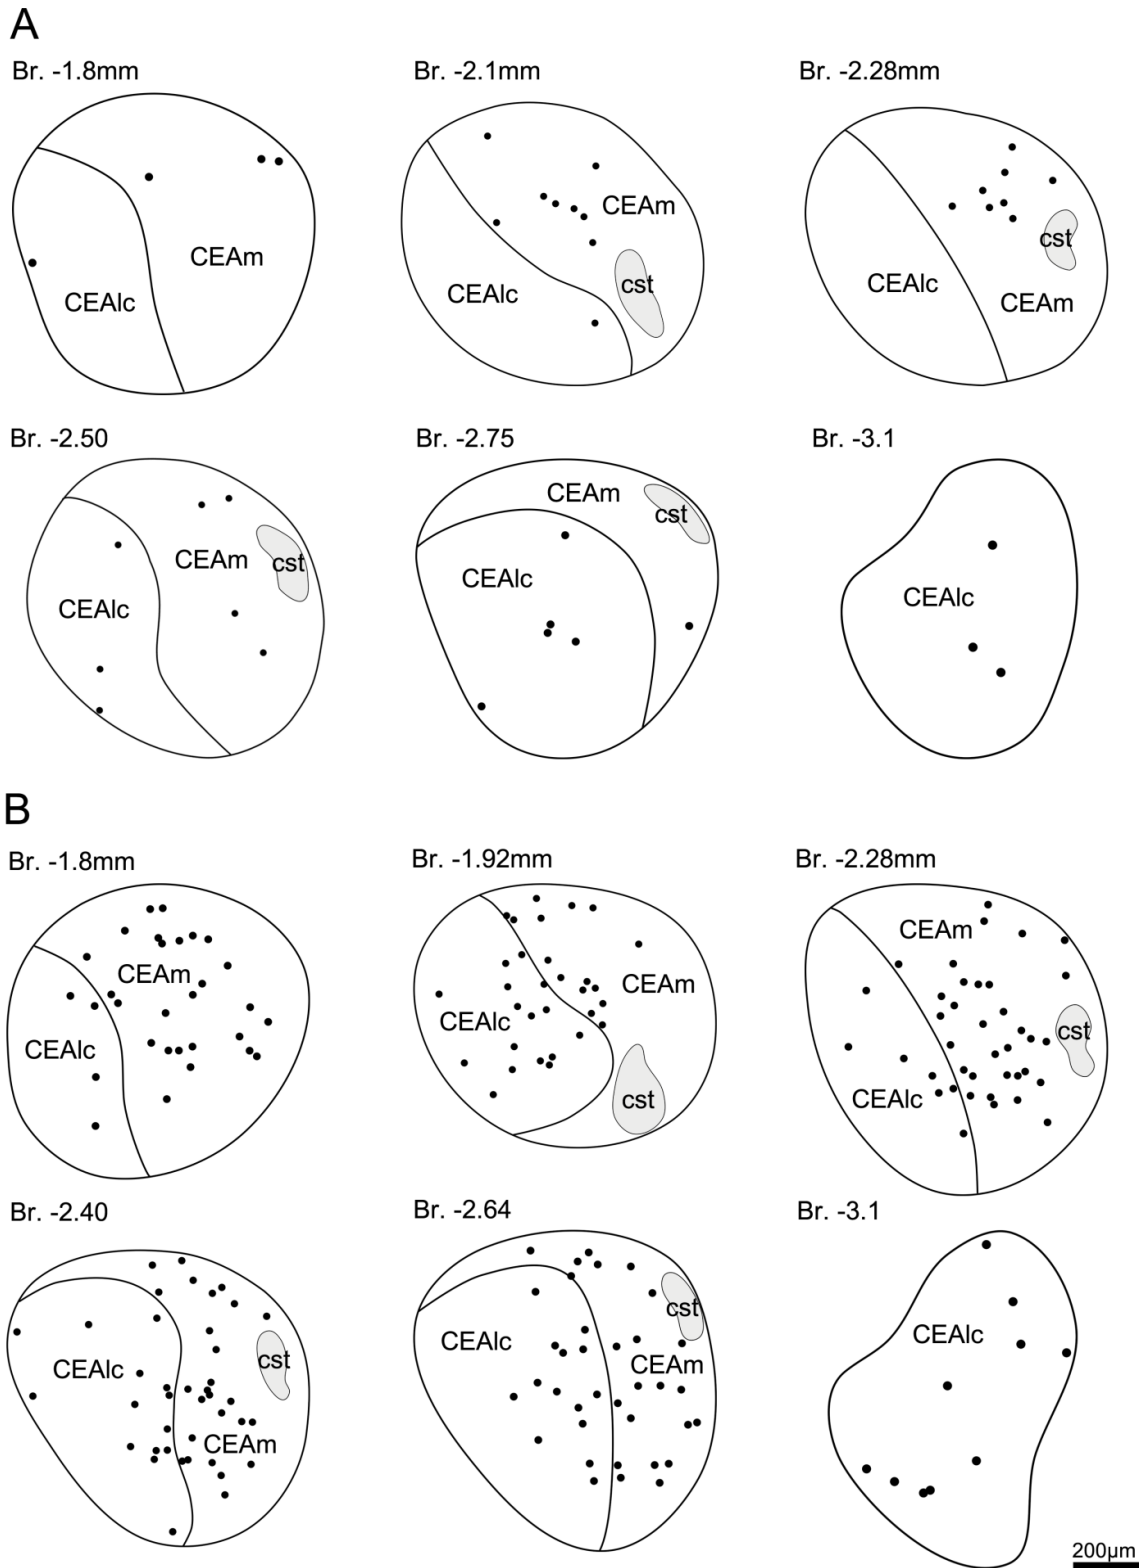 A
Br. -1.8mm
Br. -2.1mm
Br. -2.28mm
CEAm
CEAlc
CEAm
cst
CEAlc
cst
CEAlc
CEAm
Br. -2.50
Br. -2.75
Br. -3.1
CEAm
cst
CEAlc
CEAm
cst
CEAlc
CEAlc
B
Br. -1.8mm
Br. -1.92mm
Br. -2.28mm
CEAm
CEAlc
CEAm
CEAlc
cst
CEAm
cst
CEAlc
Br. -2.40
Br. -2.64
Br. -3.1
cst
CEAlc
CEAm
cst
CEAlc
CEAm
CEAlc
200µm